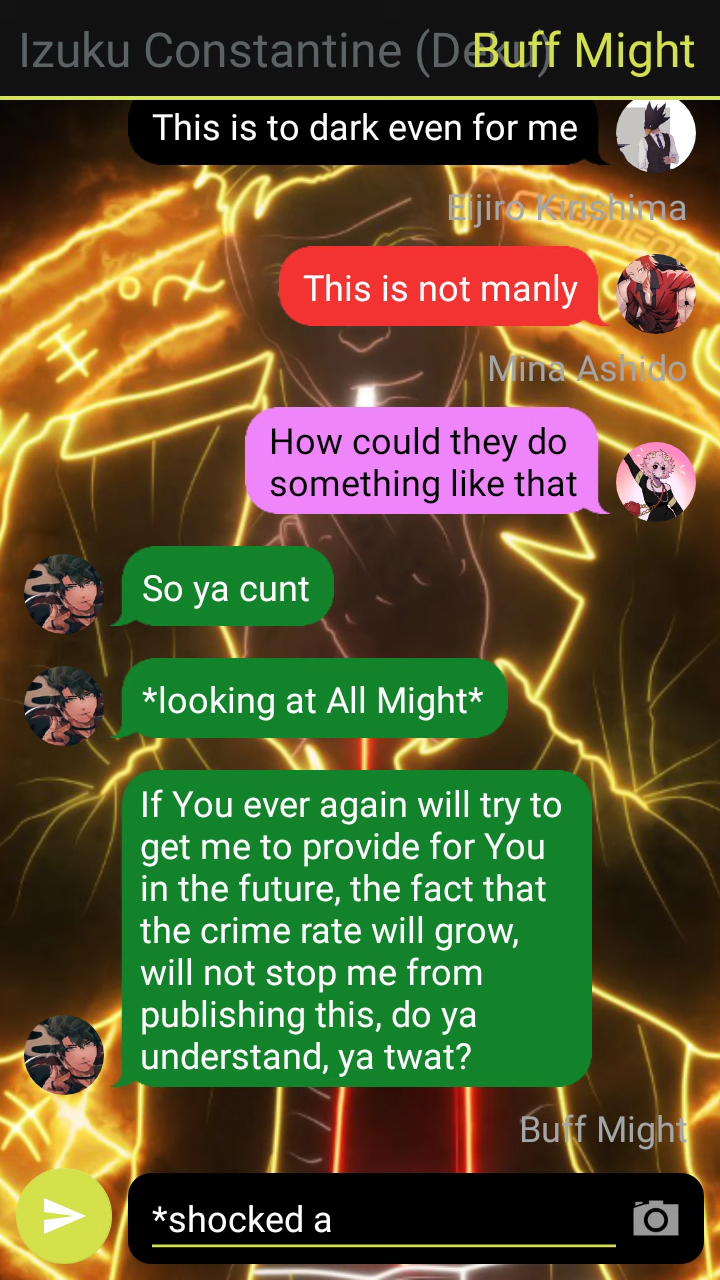 Izuku Constantine (Deku)
Buff Might
This is to dark even for me
Eijiro Kirishima
This is not manly
Mina Ashido
How could they do
something like that
So ya cunt
*looking at All Might*
If You ever again will try to
get me to provide for You
in the future, the fact that
the crime rate will grow,
will not stop me from
publishing this, do ya
understand, ya twat?
Buff Might
*shocked a